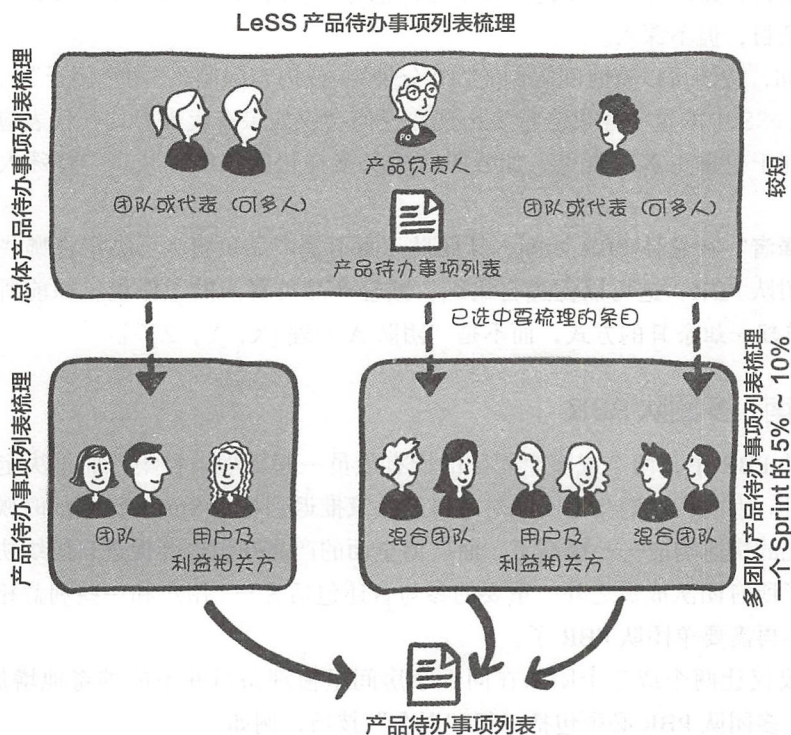 LeSS 产品待办事项列表梳理
总体产品待办事项列表梳理
PO
产品负责人
团队或代表（可多人）
团队或代表（可多人）
产品待办事项列表
较短
已选中要梳理的条目
产品待办事项列表梳理
团队
用户及
利益相关方
混合团队
用户及
利益相关方
混合团队
多团队产品待办事项列表梳理
一个 Sprint 的 5% ~ 10%
产品待办事项列表